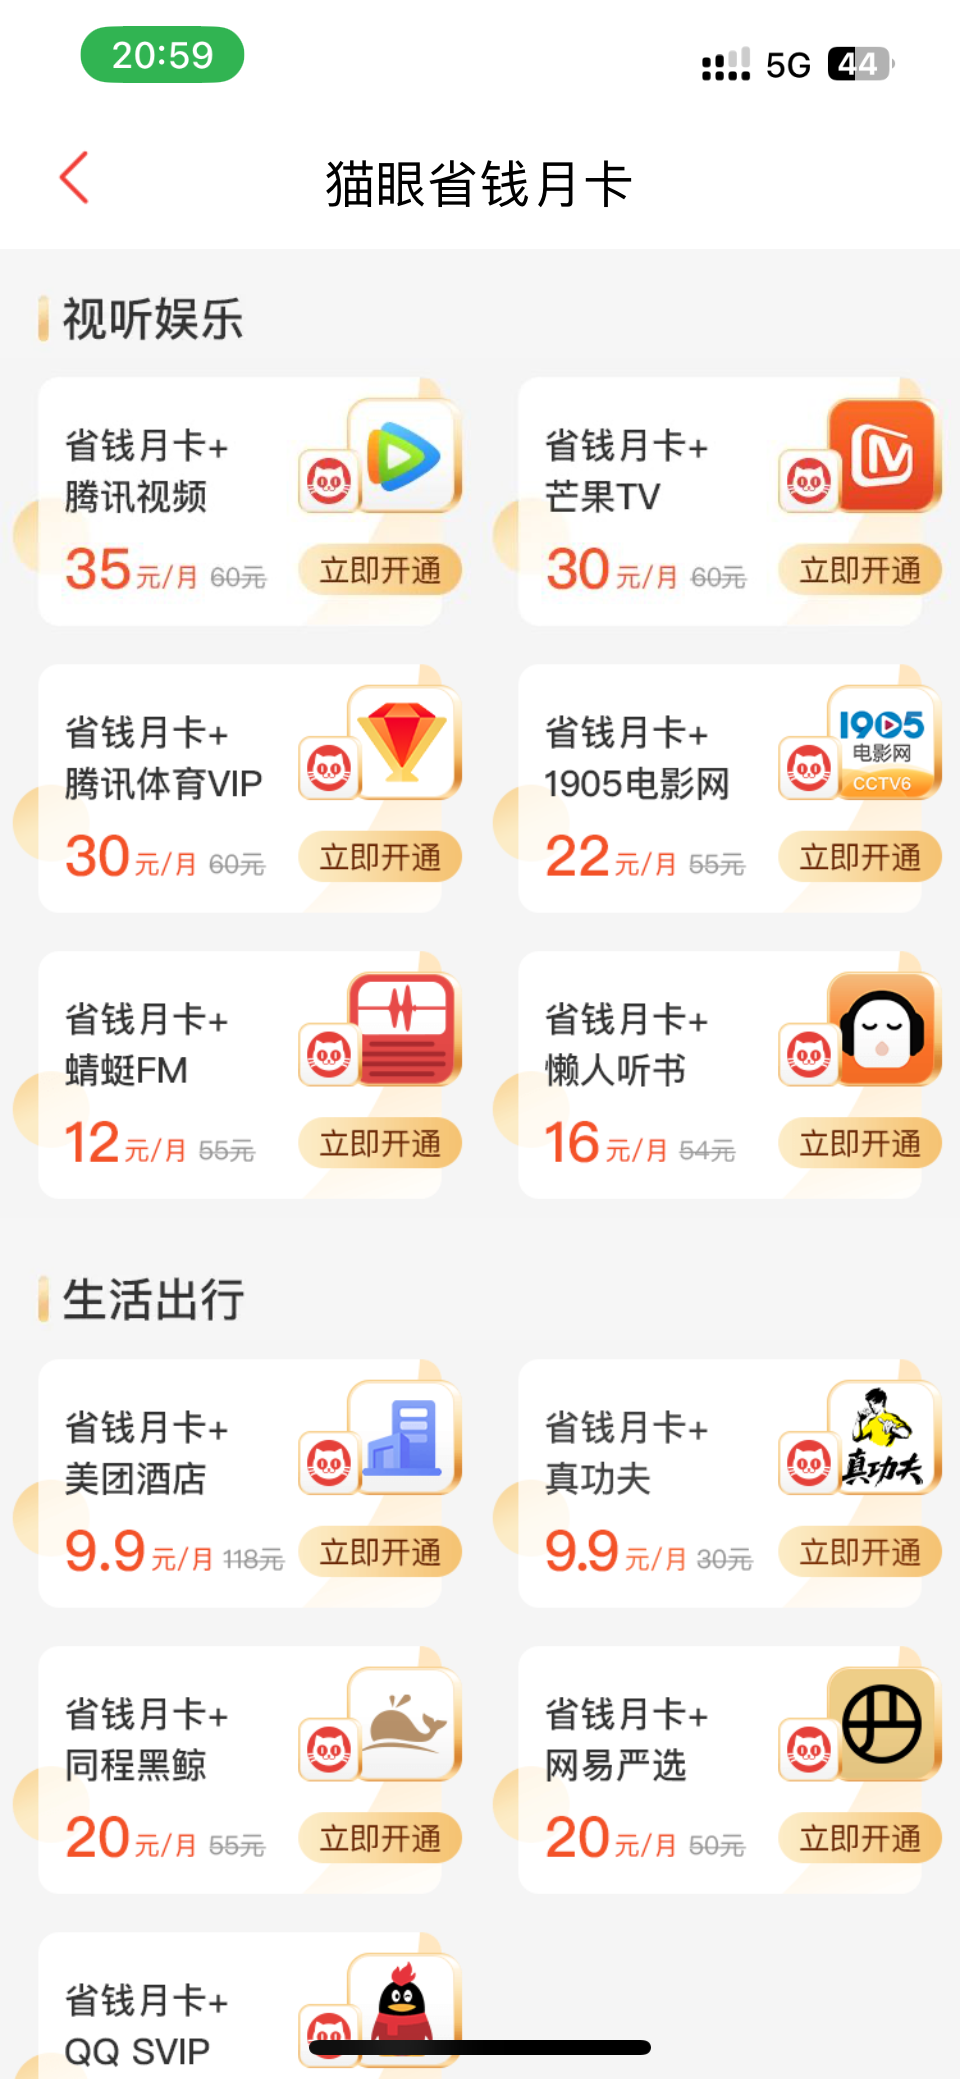 20:59
5G 44
猫眼省钱月卡
视听娱乐
省钱月卡+
腾讯视频
35元/月 60元 立即开通
省钱月卡+
芒果TV
30元/月 60元 立即开通
省钱月卡+
腾讯体育VIP
30元/月 60元 立即开通
省钱月卡+
1905电影网
1905
电影网
CCTV6
22元/月 55元 立即开通
省钱月卡+
蜻蜓FM
12元/月 55元 立即开通
省钱月卡+
懒人听书
16元/月 54元 立即开通
生活出行
省钱月卡+
美团酒店
9.9元/月 118元 立即开通
省钱月卡+
真功夫
真功夫
9.9元/月 30元 立即开通
省钱月卡+
同程黑鲸
20元/月 55元 立即开通
省钱月卡+
网易严选
20元/月 50元 立即开通
省钱月卡+
QQ SVIP